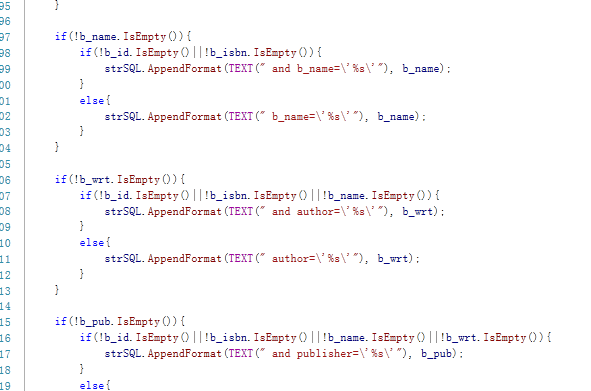 95 }
96
97 if(!b_name.IsEmpty()){
98 if(!b_id.IsEmpty()||!b_isbn.IsEmpty()){
99 strSQL.AppendFormat(TEXT(" and b_name=\'%s\'"), b_name);
00 }
01 else{
02 strSQL.AppendFormat(TEXT(" b_name=\'%s\'"), b_name);
03 }
04 }
05
06 if(!b_wrt.IsEmpty()){
07 if(!b_id.IsEmpty()||!b_isbn.IsEmpty()||!b_name.IsEmpty()){
08 strSQL.AppendFormat(TEXT(" and author=\'%s\'"), b_wrt);
09 }
10 else{
11 strSQL.AppendFormat(TEXT(" author=\'%s\'"), b_wrt);
12 }
13 }
14
15 if(!b_pub.IsEmpty()){
16 if(!b_id.IsEmpty()||!b_isbn.IsEmpty()||!b_name.IsEmpty()||!b_wrt.IsEmpty()){
17 strSQL.AppendFormat(TEXT(" and publisher=\'%s\'"), b_pub);
18 }
19 else{